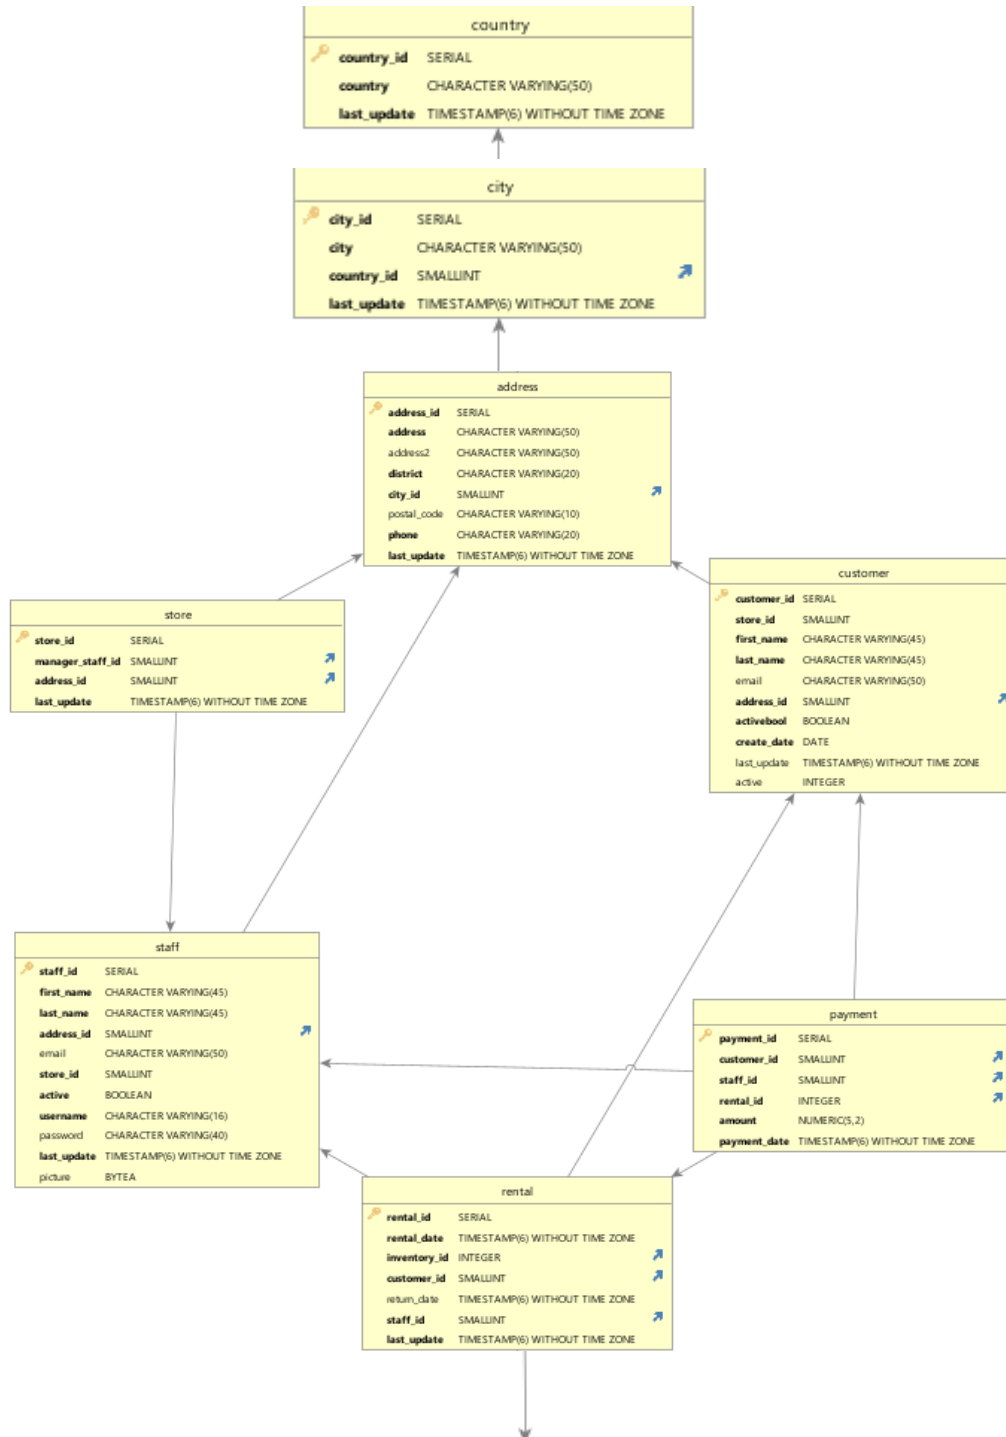 country
country_id SERIAL
country CHARACTER VARYING(50)
last_update TIMESTAMP(6) WITHOUT TIME ZONE
city
city_id SERIAL
city CHARACTER VARYING(50)
country_id SMALLINT
last_update TIMESTAMP(6) WITHOUT TIME ZONE
address
address_id SERIAL
address CHARACTER VARYING(50)
address2 CHARACTER VARYING(50)
district CHARACTER VARYING(20)
city_id SMALLINT
postal_code CHARACTER VARYING(10)
phone CHARACTER VARYING(20)
last_update TIMESTAMP(6) WITHOUT TIME ZONE
store
store_id SERIAL
manager_staff_id SMALLINT
address_id SMALLINT
last_update TIMESTAMP(6) WITHOUT TIME ZONE
customer
customer_id SERIAL
store_id SMALLINT
first_name CHARACTER VARYING(45)
last_name CHARACTER VARYING(45)
email CHARACTER VARYING(50)
address_id SMALLINT
activebool BOOLEAN
create_date DATE
last_update TIMESTAMP(6) WITHOUT TIME ZONE
active INTEGER
staff
staff_id SERIAL
first_name CHARACTER VARYING(45)
last_name CHARACTER VARYING(45)
address_id SMALLINT
email CHARACTER VARYING(50)
store_id SMALLINT
active BOOLEAN
username CHARACTER VARYING(16)
password CHARACTER VARYING(40)
last_update TIMESTAMP(6) WITHOUT TIME ZONE
picture BYTEA
payment
payment_id SERIAL
customer_id SMALLINT
staff_id SMALLINT
rental_id INTEGER
amount NUMERIC(5,2)
payment_date TIMESTAMP(6) WITHOUT TIME ZONE
rental
rental_id SERIAL
rental_date TIMESTAMP(6) WITHOUT TIME ZONE
inventory_id INTEGER
customer_id SMALLINT
return_date TIMESTAMP(6) WITHOUT TIME ZONE
staff_id SMALLINT
last_update TIMESTAMP(6) WITHOUT TIME ZONE